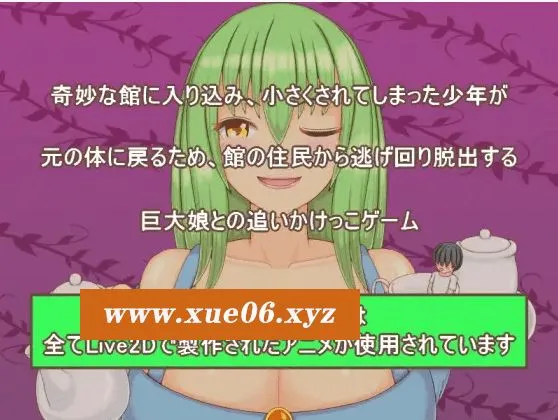 奇妙な館に入り込み、小さくされてしまった少年が
元の体に戻るため、館の住民から逃げ回り脱出する
巨大娘との追いかけっこゲーム
www.xue06.xyz は
全てLive2Dで製作されたアニメが使用されています